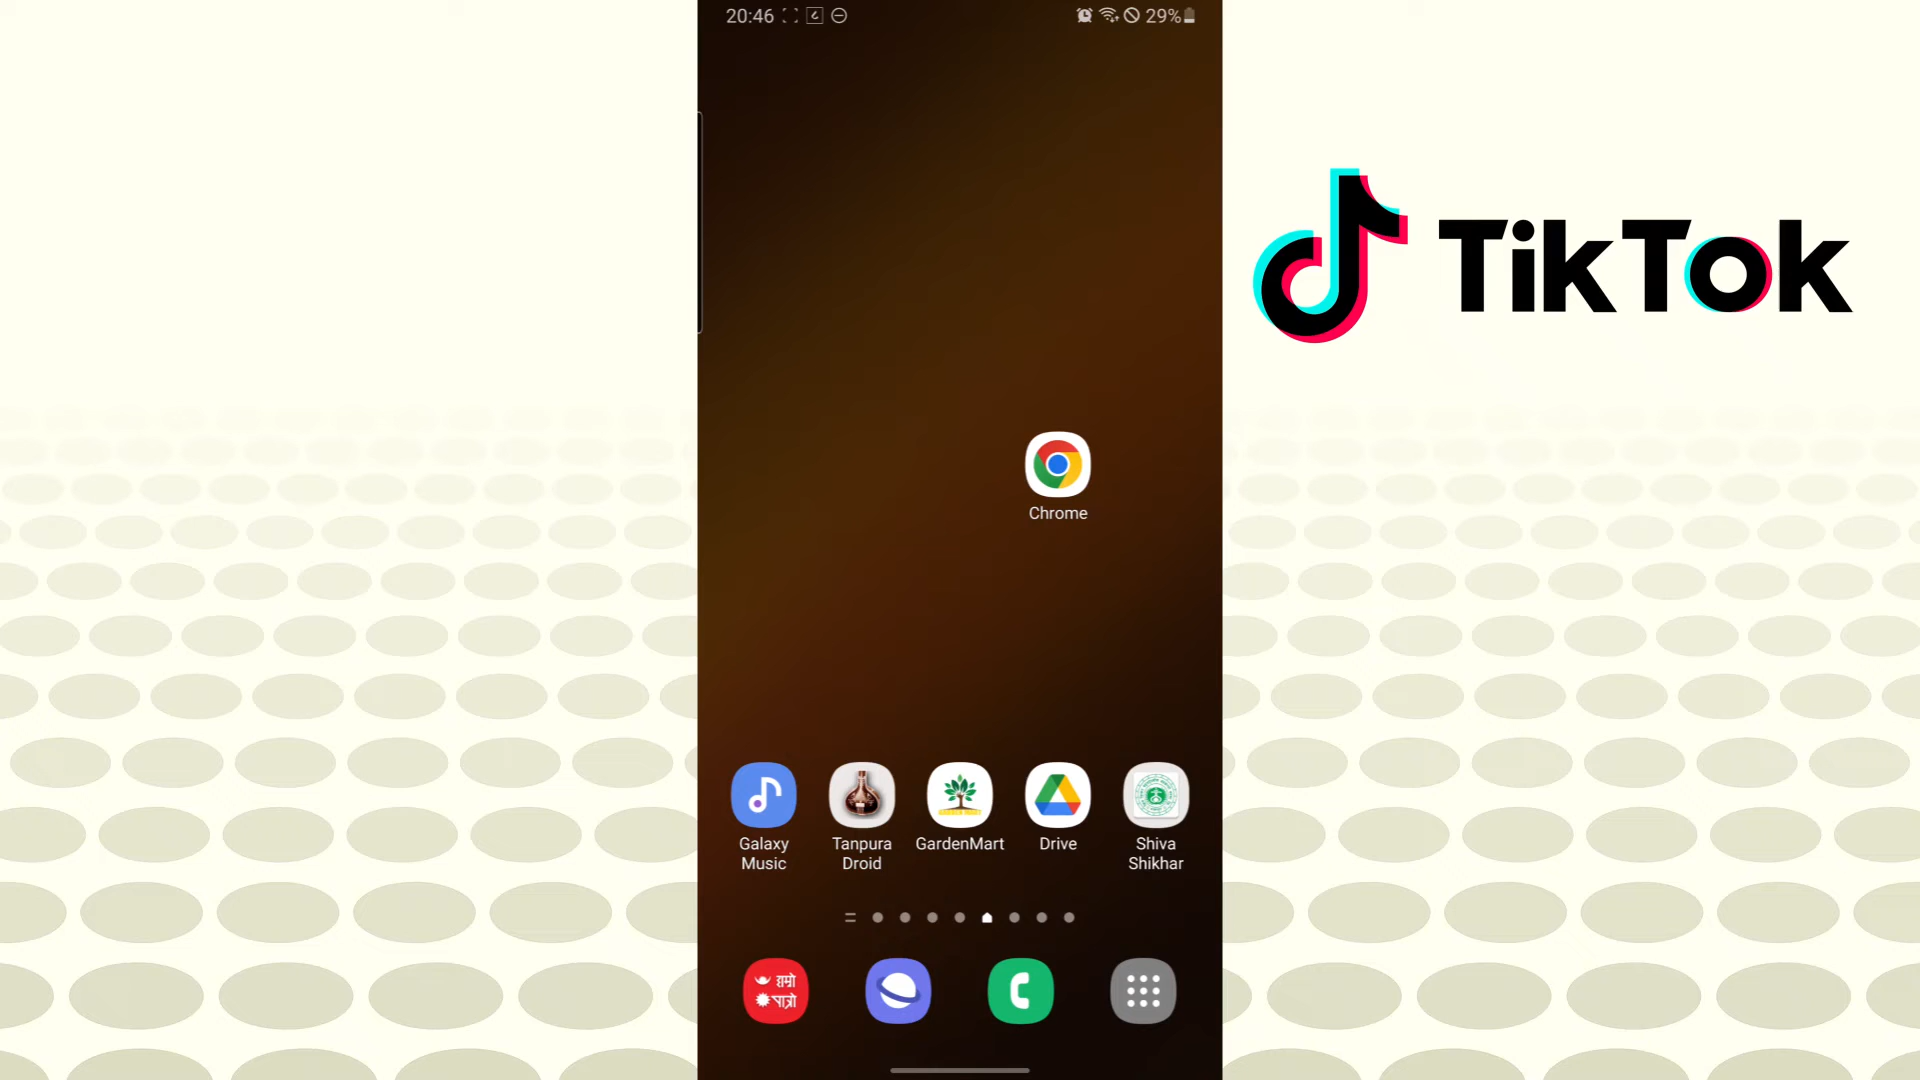 20:46
29%
TikTok
Chrome
Galaxy
Music
Tanpura
Droid
GardenMart
Drive
Shiva
Shikhar
हाम्रो
पात्रो